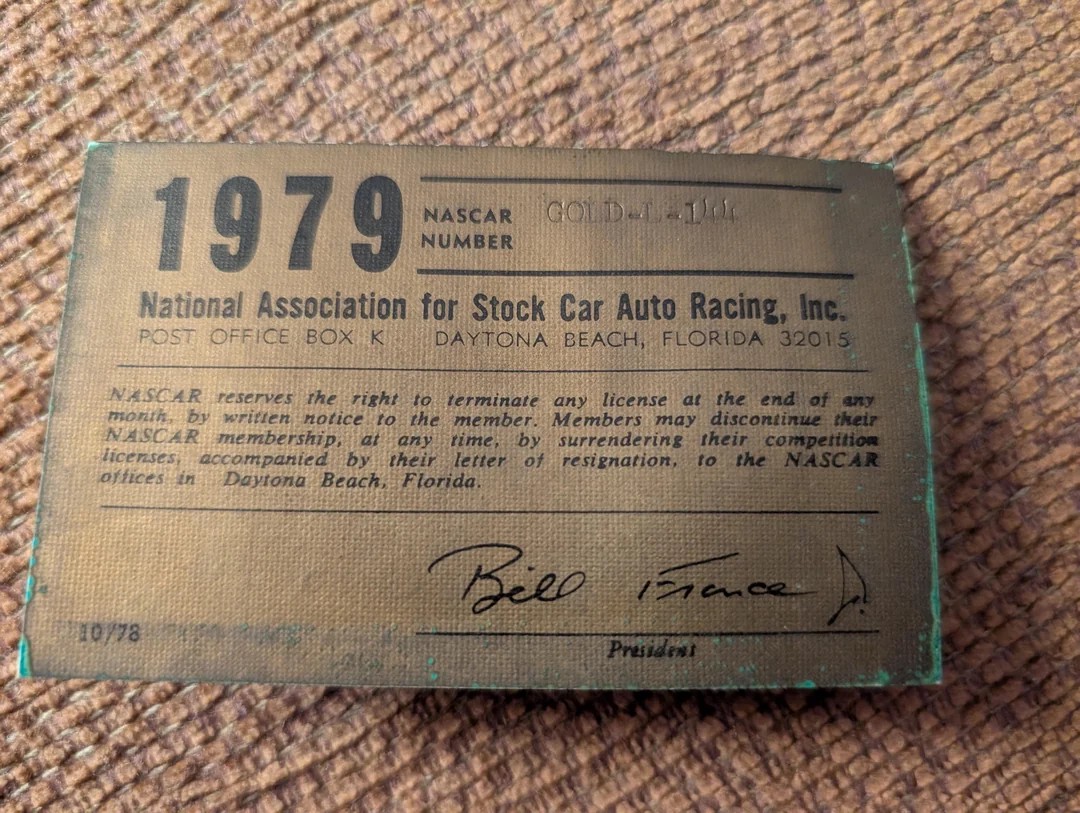 1979
NASCAR GOLD-L-144
NUMBER
National Association for Stock Car Auto Racing, Inc.
POST OFFICE BOX K DAYTONA BEACH, FLORIDA 32015
NASCAR reserves the right to terminate any license at the end of any
month, by written notice to the member. Members may discontinue their
NASCAR membership, at any time, by surrendering their competition
licenses, accompanied by their letter of resignation, to the NASCAR
offices in Daytona Beach, Florida.
Bill France Jr.
10/78
President